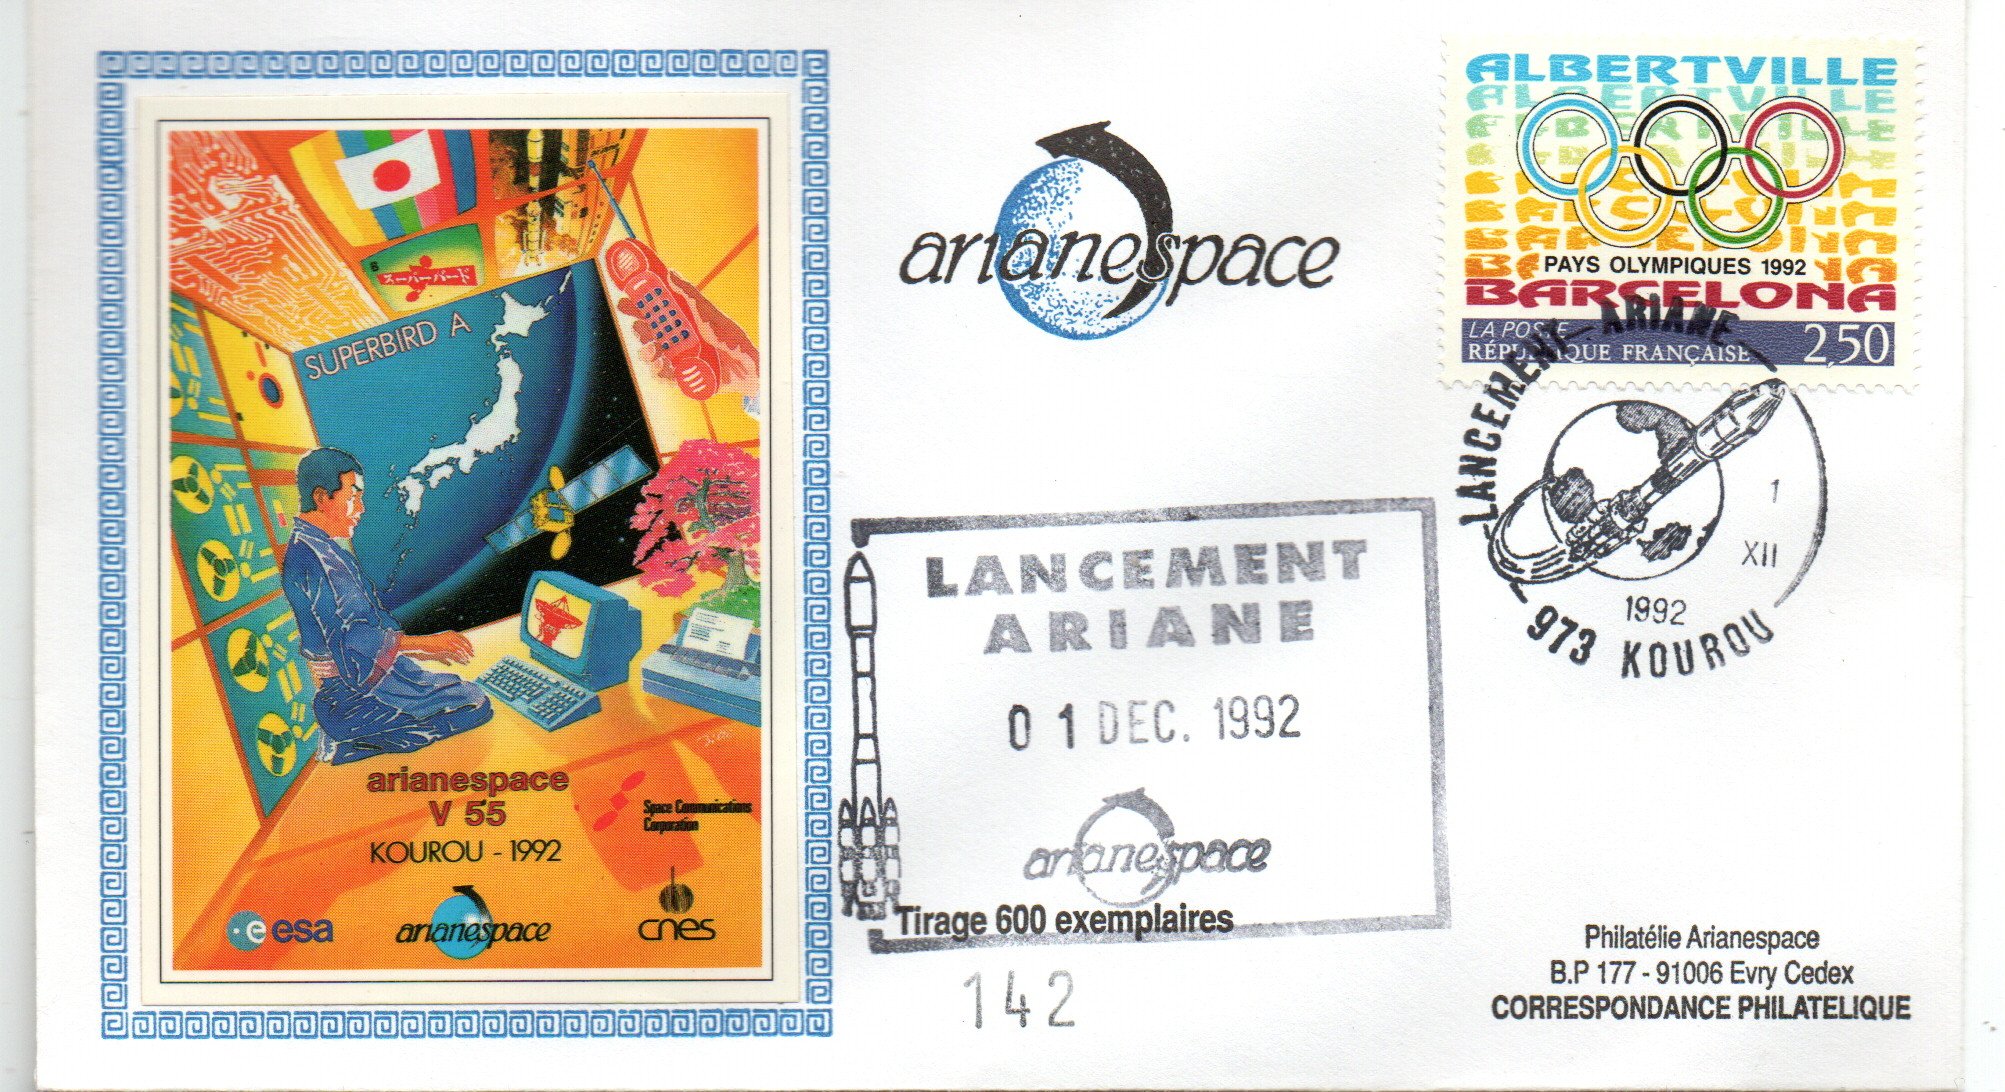 スーパーバード
SUPERBIRD A
arianespace
V 55
KOUROU - 1992
Space Communications
Corporation
esa
arianespace
cnes
arianespace
ALBERTVILLE
ALBERTVILLE
BARCELONA
PAYS OLYMPIQUES 1992
BARCELONA
LA POSTE
RÉPUBLIQUE FRANÇAISE 2,50
LANCEMENT ARIANE
1
XII
1992
973 KOUROU
LANCEMENT
ARIANE
01 DEC. 1992
arianespace
Tirage 600 exemplaires
142
Philatélie Arianespace
B.P 177 - 91006 Evry Cedex
CORRESPONDANCE PHILATELIQUE